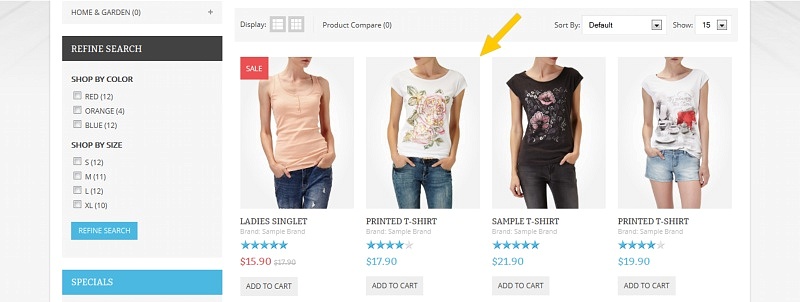 HOME & GARDEN (0) +
REFINE SEARCH
SHOP BY COLOR
RED (12)
ORANGE (4)
BLUE (12)
SHOP BY SIZE
S (12)
M (11)
L (12)
XL (10)
REFINE SEARCH
SPECIALS
Display: Product Compare (0) Sort By: Default Show: 15
SALE
LADIES SINGLET
Brand: Sample Brand
$15.90 $17.90
ADD TO CART
PRINTED T-SHIRT
Brand: Sample Brand
$17.90
ADD TO CART
SAMPLE T-SHIRT
Brand: Sample Brand
$21.90
ADD TO CART
PRINTED T-SHIRT
Brand: Sample Brand
$19.90
ADD TO CART